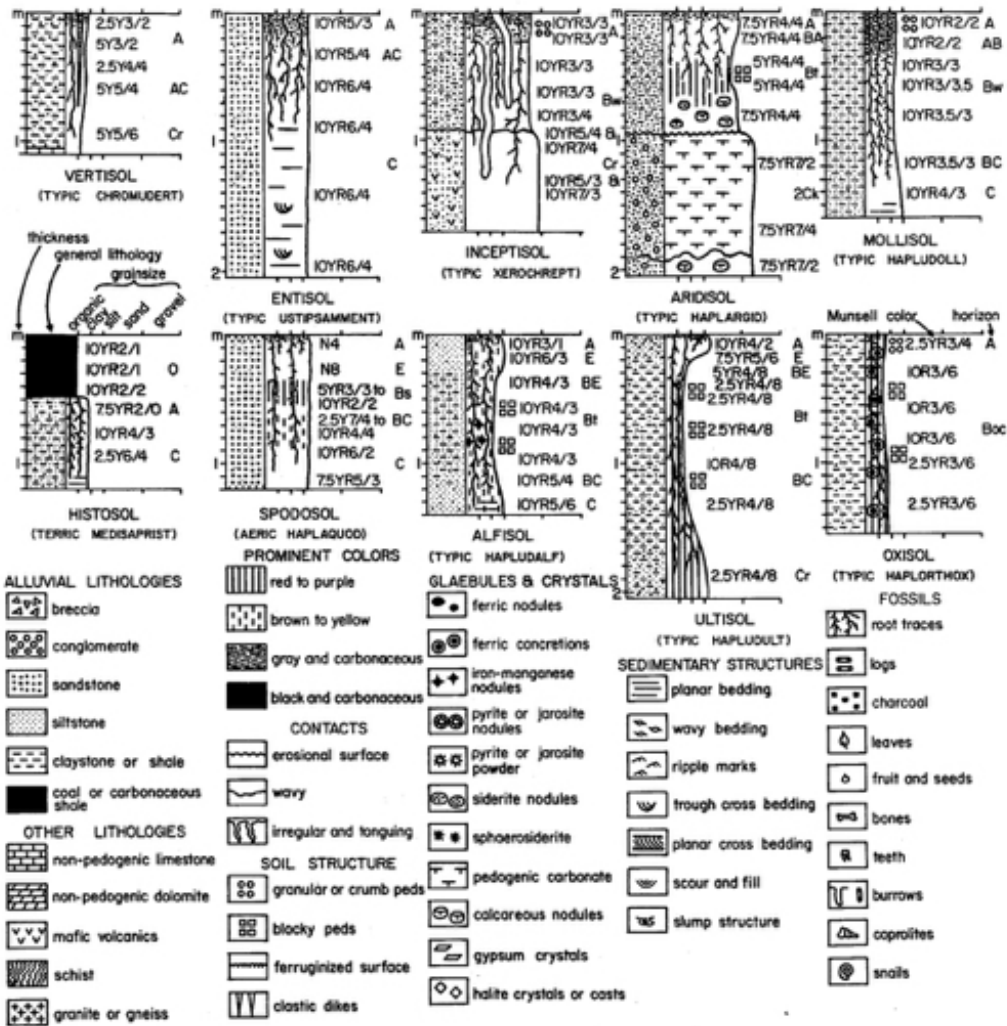 m
2.5Y3/2
5Y3/2
A
2.5Y4/4
5Y5/4
AC
1
5Y5/6
Cr
VERTISOL
(TYPIC CHROMUDERT)
m
10YR5/3
A
10YR5/4
AC
10YR6/4
10YR6/4
1
C
10YR6/4
2
10YR6/4
ENTISOL
(TYPIC USTIPSAMMENT)
m
10YR3/3
10YR3/3
A
10YR3/3
10YR3/3
Bw
10YR3/4
1
10YR5/4 &
10YR7/4
Cr
10YR5/3 &
10YR7/3
INCEPTISOL
(TYPIC XEROCHREPT)
m
7.5YR4/4
A
7.5YR4/4
BA
5YR4/4
Bt
5YR4/4
7.5YR4/4
1
7.5YR7/2
2Ck
7.5YR7/4
2
7.5YR7/2
ARIDISOL
(TYPIC HAPLARGID)
m
10YR2/2
A
10YR2/2
AB
10YR3/3
10YR3/3.5
Bw
10YR3.5/3
1
10YR3.5/3
BC
10YR4/3
C
MOLLISOL
(TYPIC HAPLUDOLL)
thickness
general lithology
grainsize
organic
clay
silt
sand
gravel
m
10YR2/1
10YR2/1
O
10YR2/2
7.5YR2/0
A
10YR4/3
1
2.5Y6/4
C
HISTOSOL
(TERRIC MEDISAPRIST)
m
N4
A
N8
E
5YR3/3 to
Bs
10YR2/2
2.5Y7/4 to
BC
10YR4/4
10YR6/2
1
C
7.5YR5/3
SPODOSOL
(AERIC HAPLAQUOD)
m
10YR3/1
A
10YR6/3
E
10YR4/3
BE
10YR4/3
10YR4/3
Bt
1
10YR4/3
10YR5/4
BC
10YR5/6
C
ALFISOL
(TYPIC HAPLUDALF)
m
10YR4/2
A
7.5YR5/6
E
5YR4/8
BE
2.5YR4/8
2.5YR4/8
Bt
2.5YR4/8
1
10R4/8
BC
2.5YR4/8
2.5YR4/8
Cr
2
ULTISOL
(TYPIC HAPLUDULT)
Munsell color
horizon
m
2.5YR3/4
A
10R3/6
10R3/6
10R3/6
Box
1
2.5YR3/6
2.5YR3/6
OXISOL
(TYPIC HAPLORTHOX)
ALLUVIAL LITHOLOGIES
breccia
conglomerate
sandstone
siltstone
claystone or shale
coal or carbonaceous
shale
OTHER LITHOLOGIES
non-pedogenic limestone
non-pedogenic dolomite
mafic volcanics
schist
granite or gneiss
PROMINENT COLORS
red to purple
brown to yellow
gray and carbonaceous
black and carbonaceous
CONTACTS
erosional surface
wavy
irregular and tonguing
SOIL STRUCTURE
granular or crumb peds
blocky peds
ferruginized surface
clastic dikes
GLAEBULES & CRYSTALS
ferric nodules
ferric concretions
iron-manganese
nodules
pyrite or jarosite
nodules
pyrite or jarosite
powder
siderite nodules
sphaerosiderite
pedogenic carbonate
calcareous nodules
gypsum crystals
halite crystals or casts
SEDIMENTARY STRUCTURES
planar bedding
wavy bedding
ripple marks
trough cross bedding
planar cross bedding
scour and fill
slump structure
FOSSILS
root traces
logs
charcoal
leaves
fruit and seeds
bones
teeth
burrows
coprolites
snails